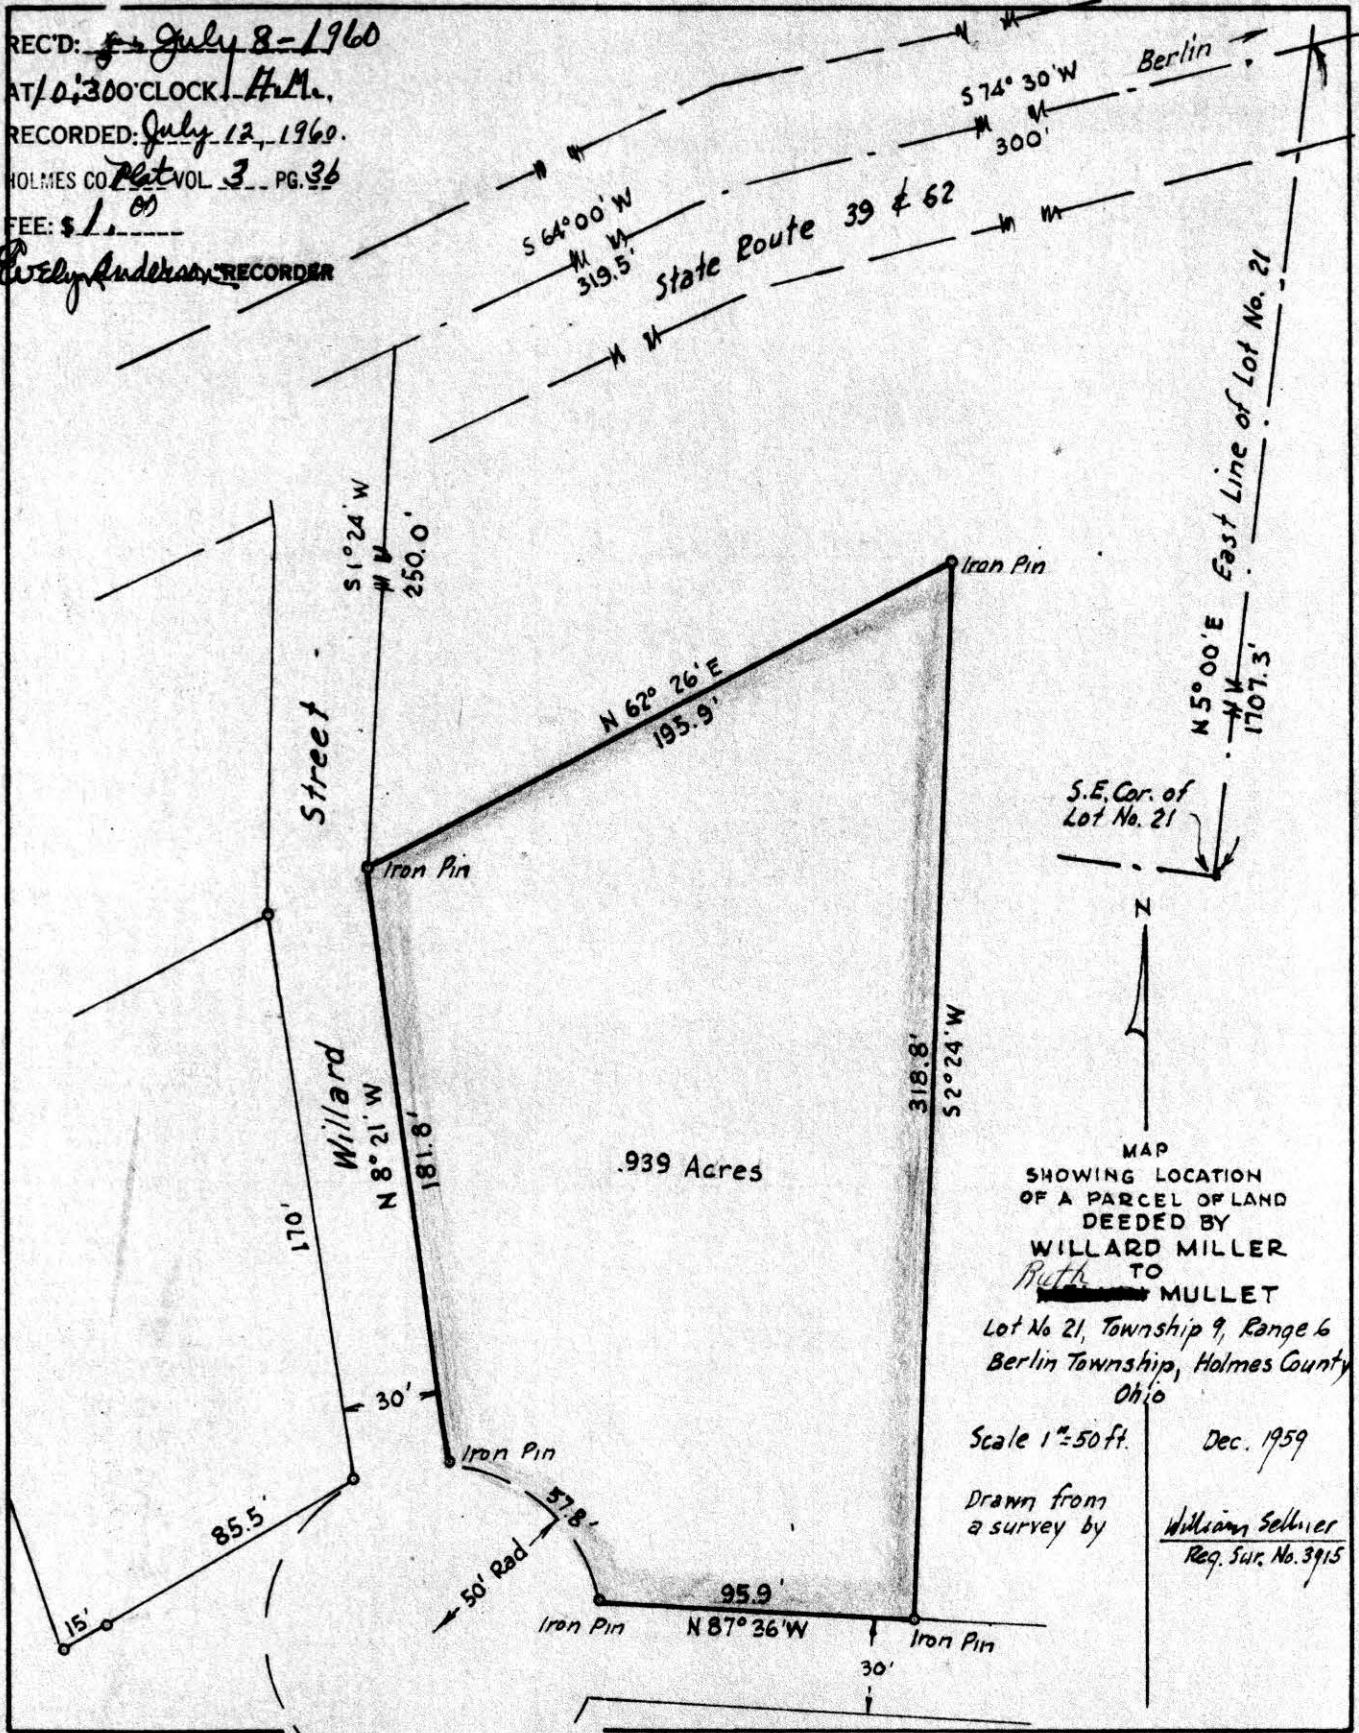 REC'D: July 8-1960
AT 10:30 O'CLOCK A.M.,
RECORDED: July 12, 1960.
HOLMES CO. Plat VOL. 3 PG. 36
FEE: $1.00
Evelyn Anderson RECORDER
Berlin
S 74° 30' W
300'
S 64° 00' W
319.5'
State Route 39 & 62
East Line of Lot No. 21
N 5° 00' E
1707.3'
S.E. Cor. of
Lot No. 21
S 1° 24' W
250.0'
Iron Pin
N 62° 26' E
195.9'
Street
Iron Pin
N
Willard
N 8° 21' W
181.8'
318.8'
S 2° 24' W
.939 Acres
170'
30'
Iron Pin
57.8'
50' Rad
85.5'
15'
95.9'
N 87° 36' W
Iron Pin
Iron Pin
30'
MAP
SHOWING LOCATION
OF A PARCEL OF LAND
DEEDED BY
WILLARD MILLER
TO
Ruth MULLET
Lot No 21, Township 9, Range 6
Berlin Township, Holmes County
Ohio
Scale 1"=50 ft.
Dec. 1959
Drawn from
a survey by
William Sellner
Reg. Sur. No. 3915